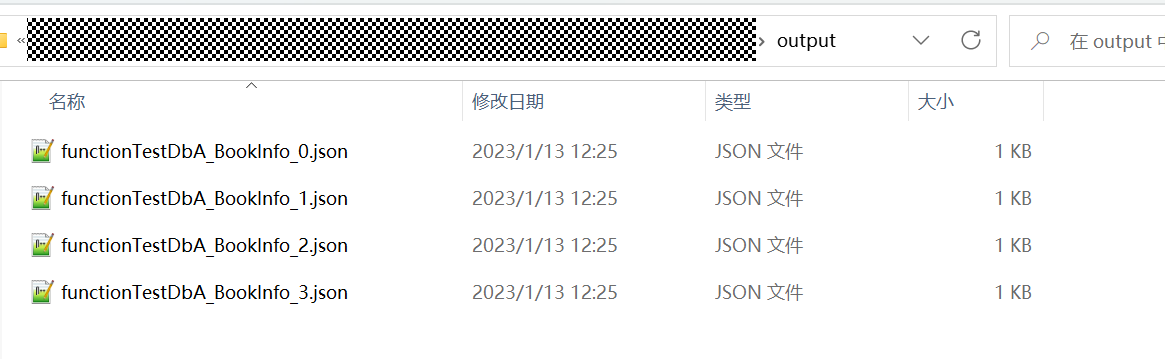 « › output 在 output 中
名称 修改日期 类型 大小
functionTestDbA_BookInfo_0.json 2023/1/13 12:25 JSON 文件 1 KB
functionTestDbA_BookInfo_1.json 2023/1/13 12:25 JSON 文件 1 KB
functionTestDbA_BookInfo_2.json 2023/1/13 12:25 JSON 文件 1 KB
functionTestDbA_BookInfo_3.json 2023/1/13 12:25 JSON 文件 1 KB